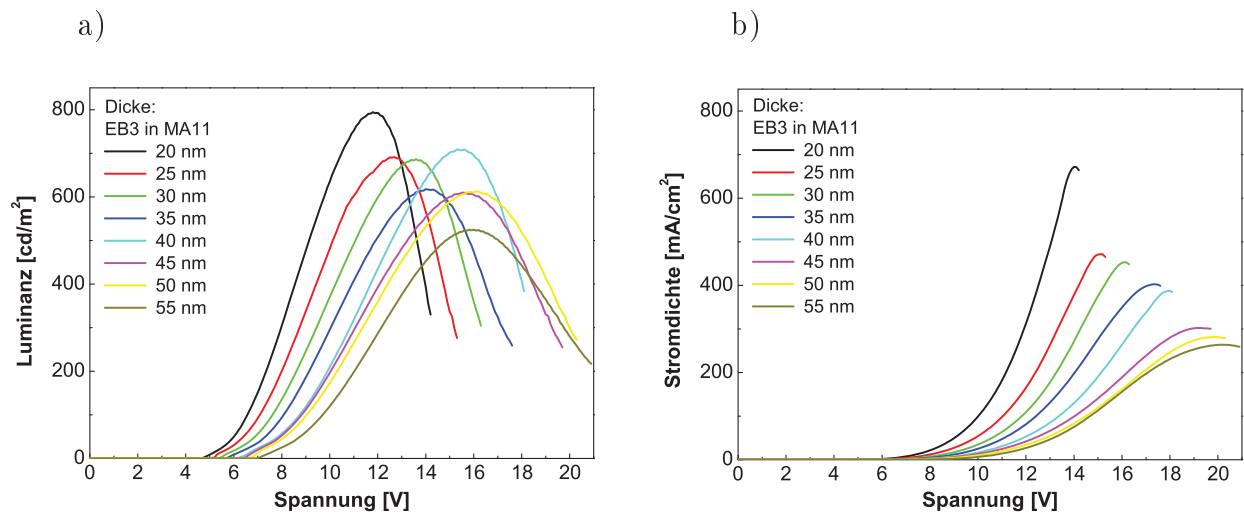 a)
800
600
400
200
0
Luminanz [cd/m²]
Dicke:
EB3 in MA11
20 nm
25 nm
30 nm
35 nm
40 nm
45 nm
50 nm
55 nm
0 2 4 6 8 10 12 14 16 18 20
Spannung [V]
b)
800
600
400
200
0
Stromdichte [mA/cm²]
Dicke:
EB3 in MA11
20 nm
25 nm
30 nm
35 nm
40 nm
45 nm
50 nm
55 nm
0 2 4 6 8 10 12 14 16 18 20
Spannung [V]